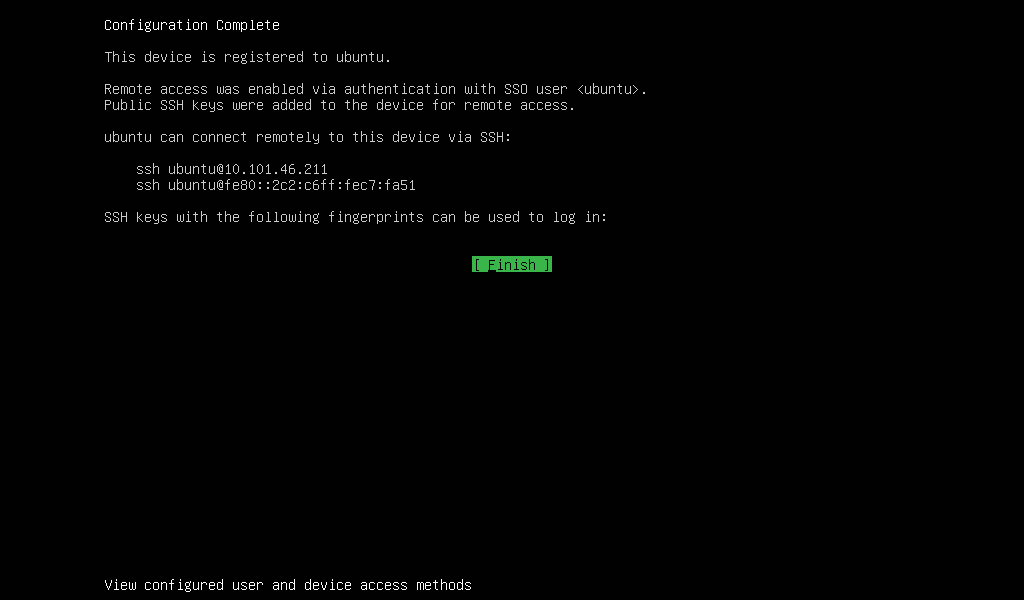 Configuration Complete
This device is registered to ubuntu.
Remote access was enabled via authentication with SSO user <ubuntu>.
Public SSH keys were added to the device for remote access.
ubuntu can connect remotely to this device via SSH:
ssh ubuntu@10.101.46.211
ssh ubuntu@fe80::2c2:c6ff:fec7:fa51
SSH keys with the following fingerprints can be used to log in:
[ Finish ]
View configured user and device access methods